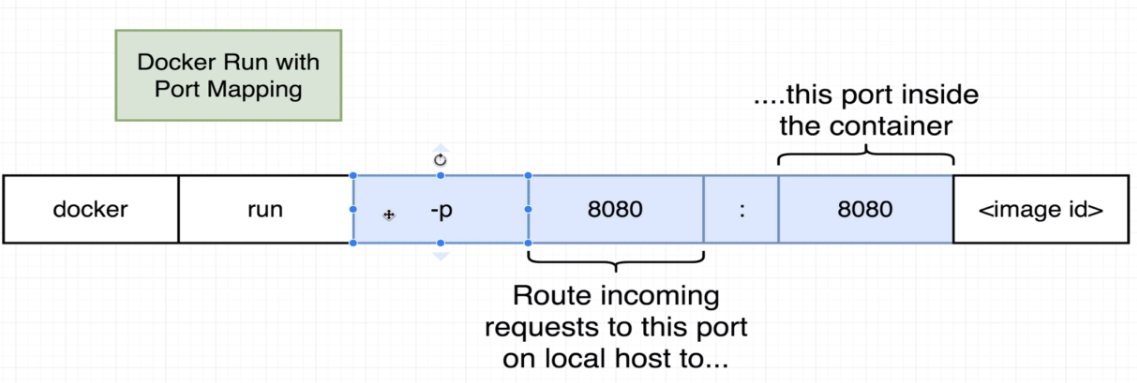 Docker Run with
Port Mapping
....this port inside
the container
docker run -p 8080 : 8080 <image id>
Route incoming
requests to this port
on local host to...